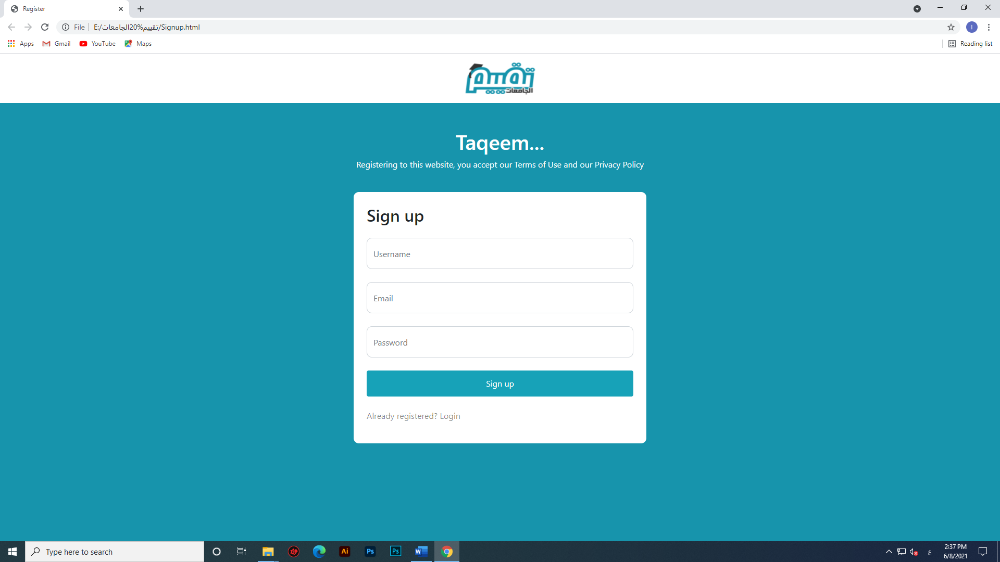 Register
File
E:/تقييم%20الجامعات/Signup.html
Apps
Gmail
YouTube
Maps
Reading list
تقييم
الجامعات
Taqeem...
Registering to this website, you accept our Terms of Use and our Privacy Policy
Sign up
Username
Email
Password
Sign up
Already registered? Login
Type here to search
Ai
Ps
Ps
W
I
ع
2:37 PM
6/8/2021